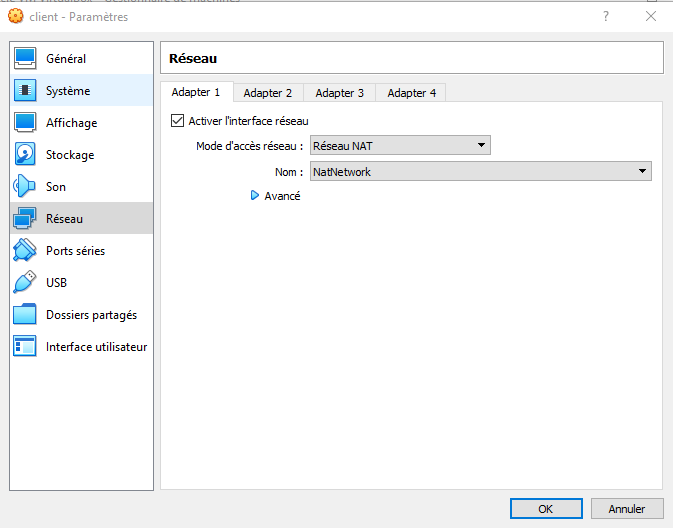 client - Paramètres
?
Général
Système
Affichage
Stockage
Son
Réseau
Ports séries
USB
Dossiers partagés
Interface utilisateur
Réseau
Adapter 1 Adapter 2 Adapter 3 Adapter 4
Activer l'interface réseau
Mode d'accès réseau : Réseau NAT
Nom : NatNetwork
Avancé
OK Annuler